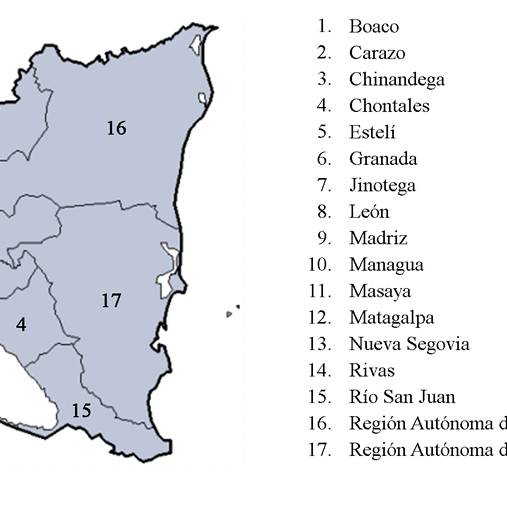 16
17
4
15
1. Boaco
2. Carazo
3. Chinandega
4. Chontales
5. Estelí
6. Granada
7. Jinotega
8. León
9. Madriz
10. Managua
11. Masaya
12. Matagalpa
13. Nueva Segovia
14. Rivas
15. Río San Juan
16. Región Autónoma d
17. Región Autónoma d